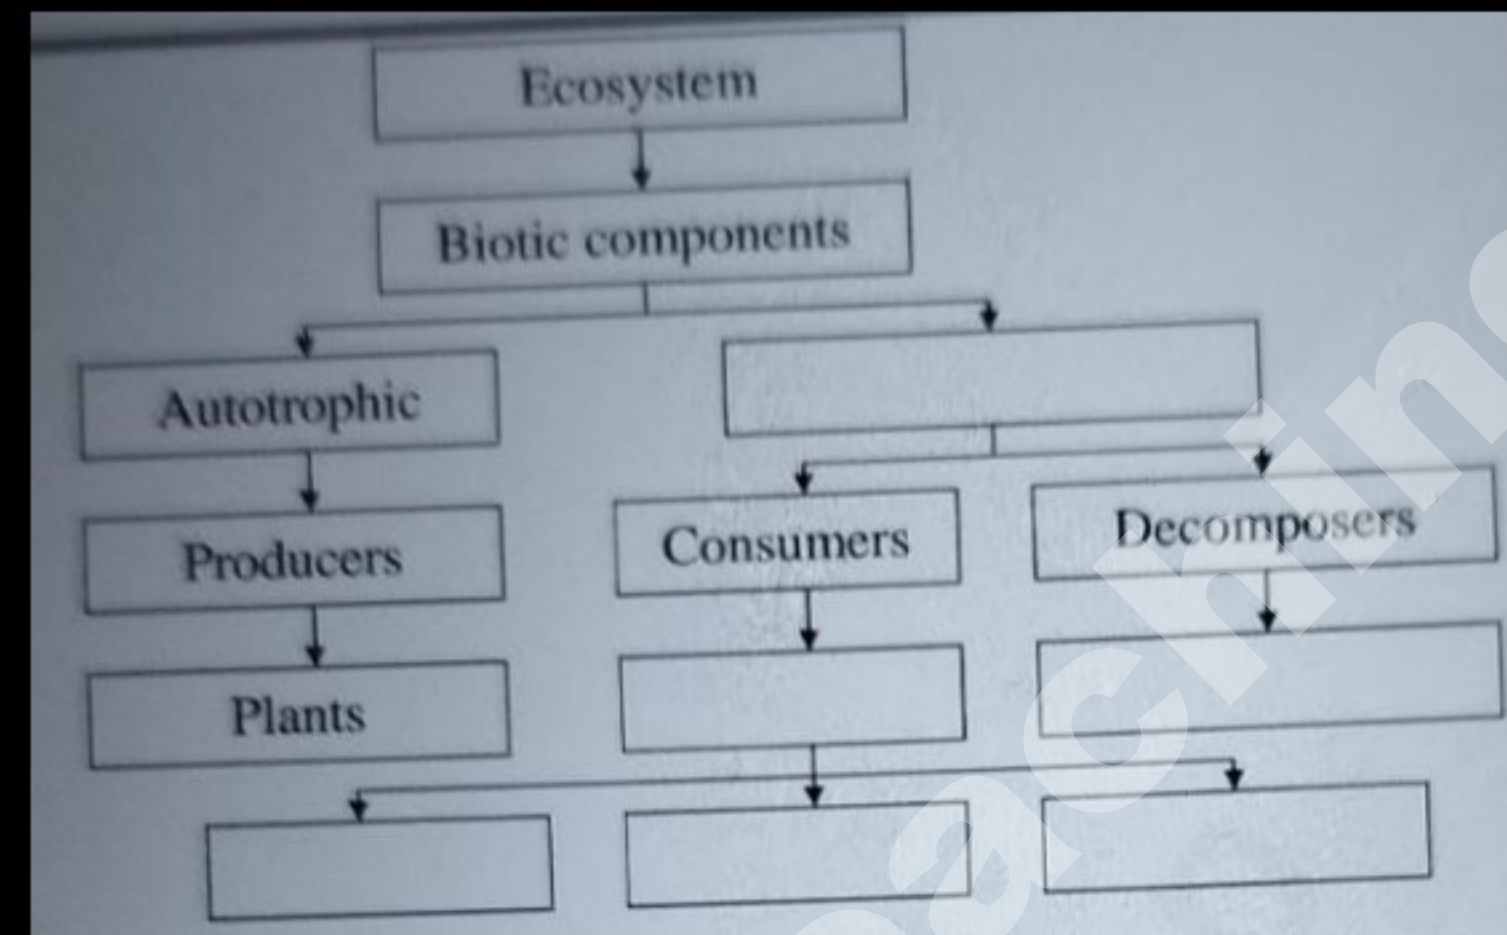 Ecosystem
Biotic components
Autotrophic
Producers
Consumers
Decomposers
Plants